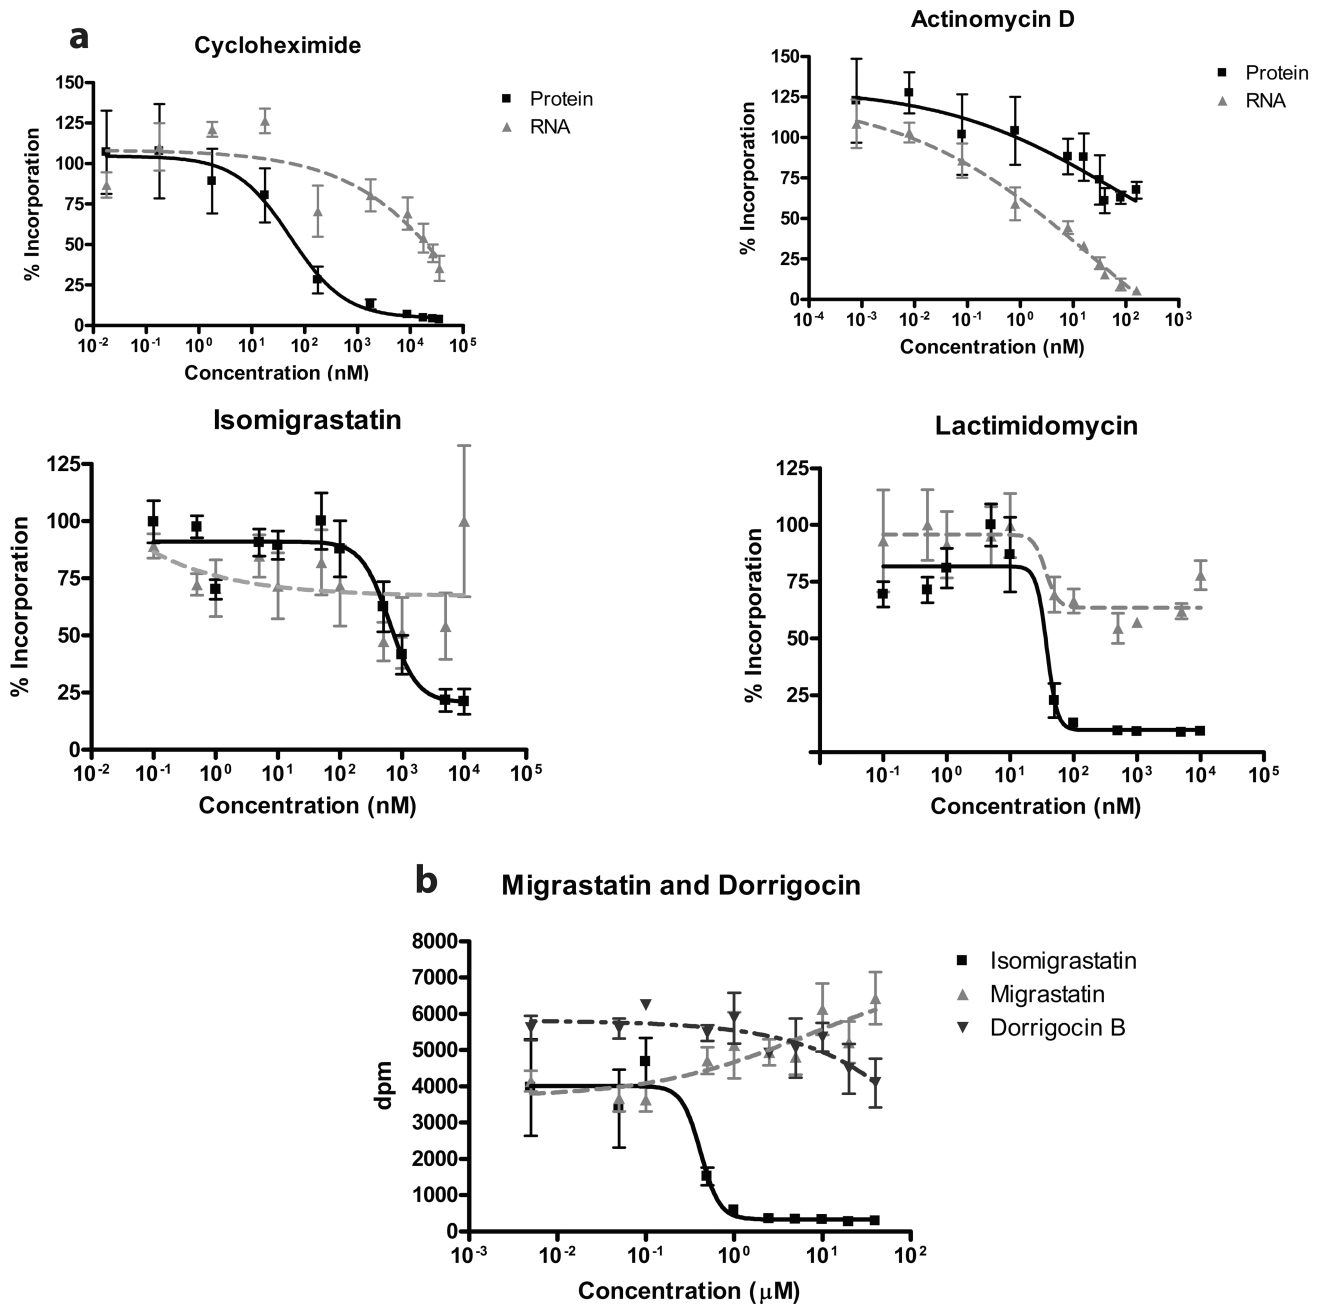 a
Cycloheximide
150
125
100
75
50
25
0
% Incorporation
10-2 10-1 100 101 102 103 104 105
Concentration (nM)
Protein
RNA
Actinomycin D
150
125
100
75
50
25
0
% Incorporation
10-4 10-3 10-2 10-1 100 101 102 103
Concentration (nM)
Protein
RNA
Isomigrastatin
125
100
75
50
25
0
% Incorporation
10-2 10-1 100 101 102 103 104 105
Concentration (nM)
Lactimidomycin
125
100
75
50
25
% Incorporation
10-1 100 101 102 103 104 105
Concentration (nM)
b
Migrastatin and Dorrigocin
8000
7000
6000
5000
4000
3000
2000
1000
0
dpm
10-3 10-2 10-1 100 101 102
Concentration (μM)
Isomigrastatin
Migrastatin
Dorrigocin B